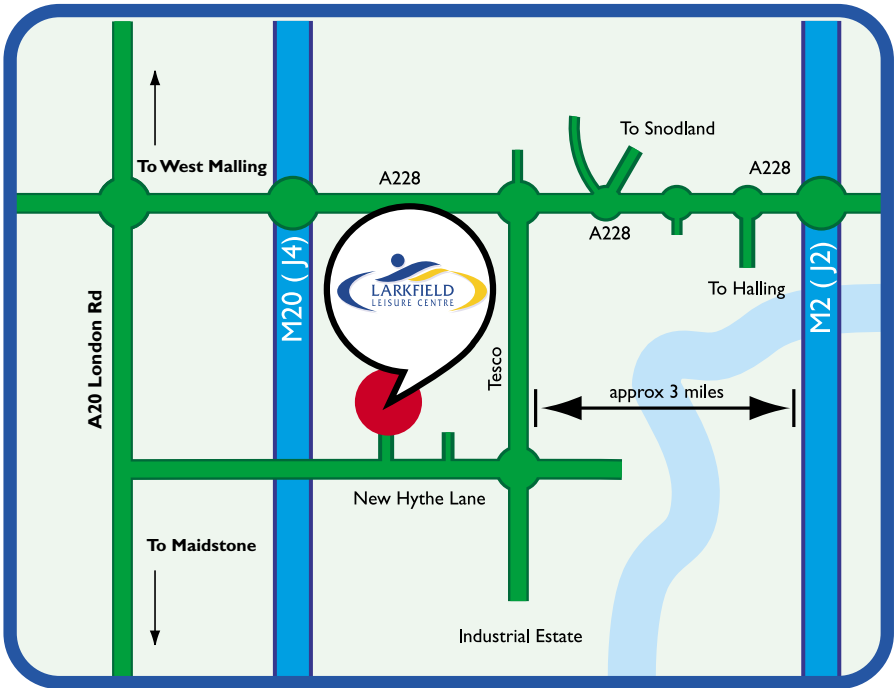 To Snodland
To West Malling
A228
A228
A228
M20 ( J4)
LARKFIELD
LEISURE CENTRE
M2 ( J2)
To Halling
A20 London Rd
Tesco
approx 3 miles
New Hythe Lane
To Maidstone
Industrial Estate